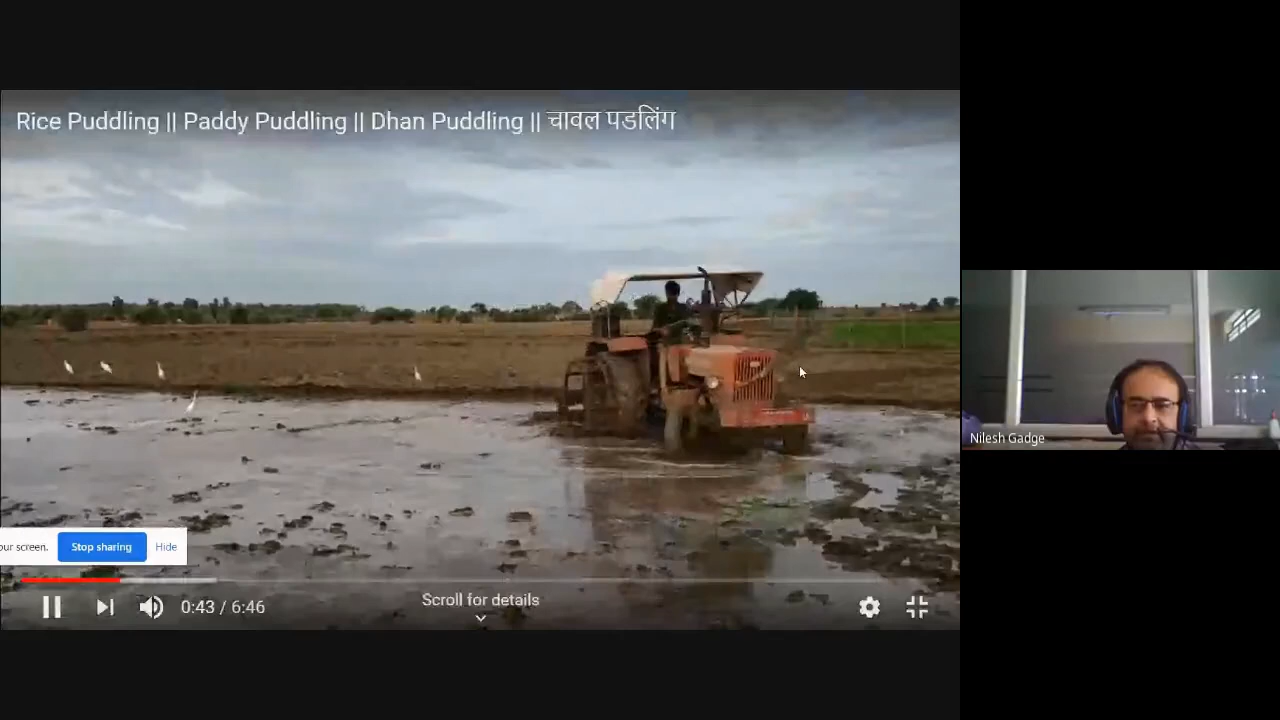 Rice Puddling || Paddy Puddling || Dhan Puddling || चावल पडलिंग
Nilesh Gadge
our screen.
Stop sharing
Hide
0:43 / 6:46
Scroll for details